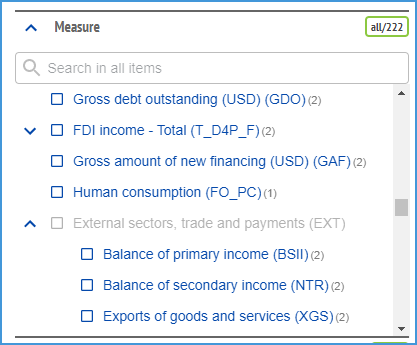 Measure
all/222
Search in all items
Gross debt outstanding (USD) (GDO) (2)
FDI income - Total (T_D4P_F) (2)
Gross amount of new financing (USD) (GAF) (2)
Human consumption (FO_PC) (1)
External sectors, trade and payments (EXT)
Balance of primary income (BSII) (2)
Balance of secondary income (NTR) (2)
Exports of goods and services (XGS) (2)